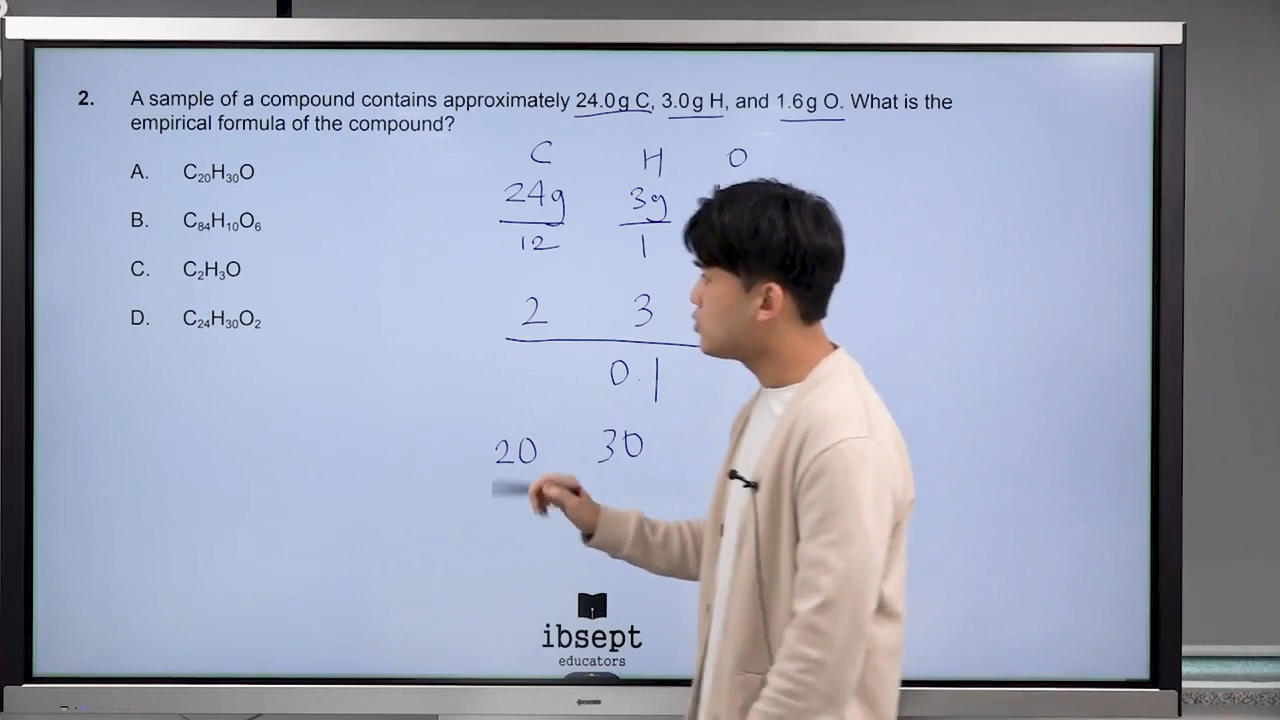 2. A sample of a compound contains approximately 24.0 g C, 3.0 g H, and 1.6 g O. What is the
empirical formula of the compound?
A. C₂₀H₃₀O
B. C₈₄H₁₀O₆
C. C₂H₃O
D. C₂₄H₃₀O₂
C H O
24g 3g
12 1
2 3
0.1
20 30
ibsept
educators